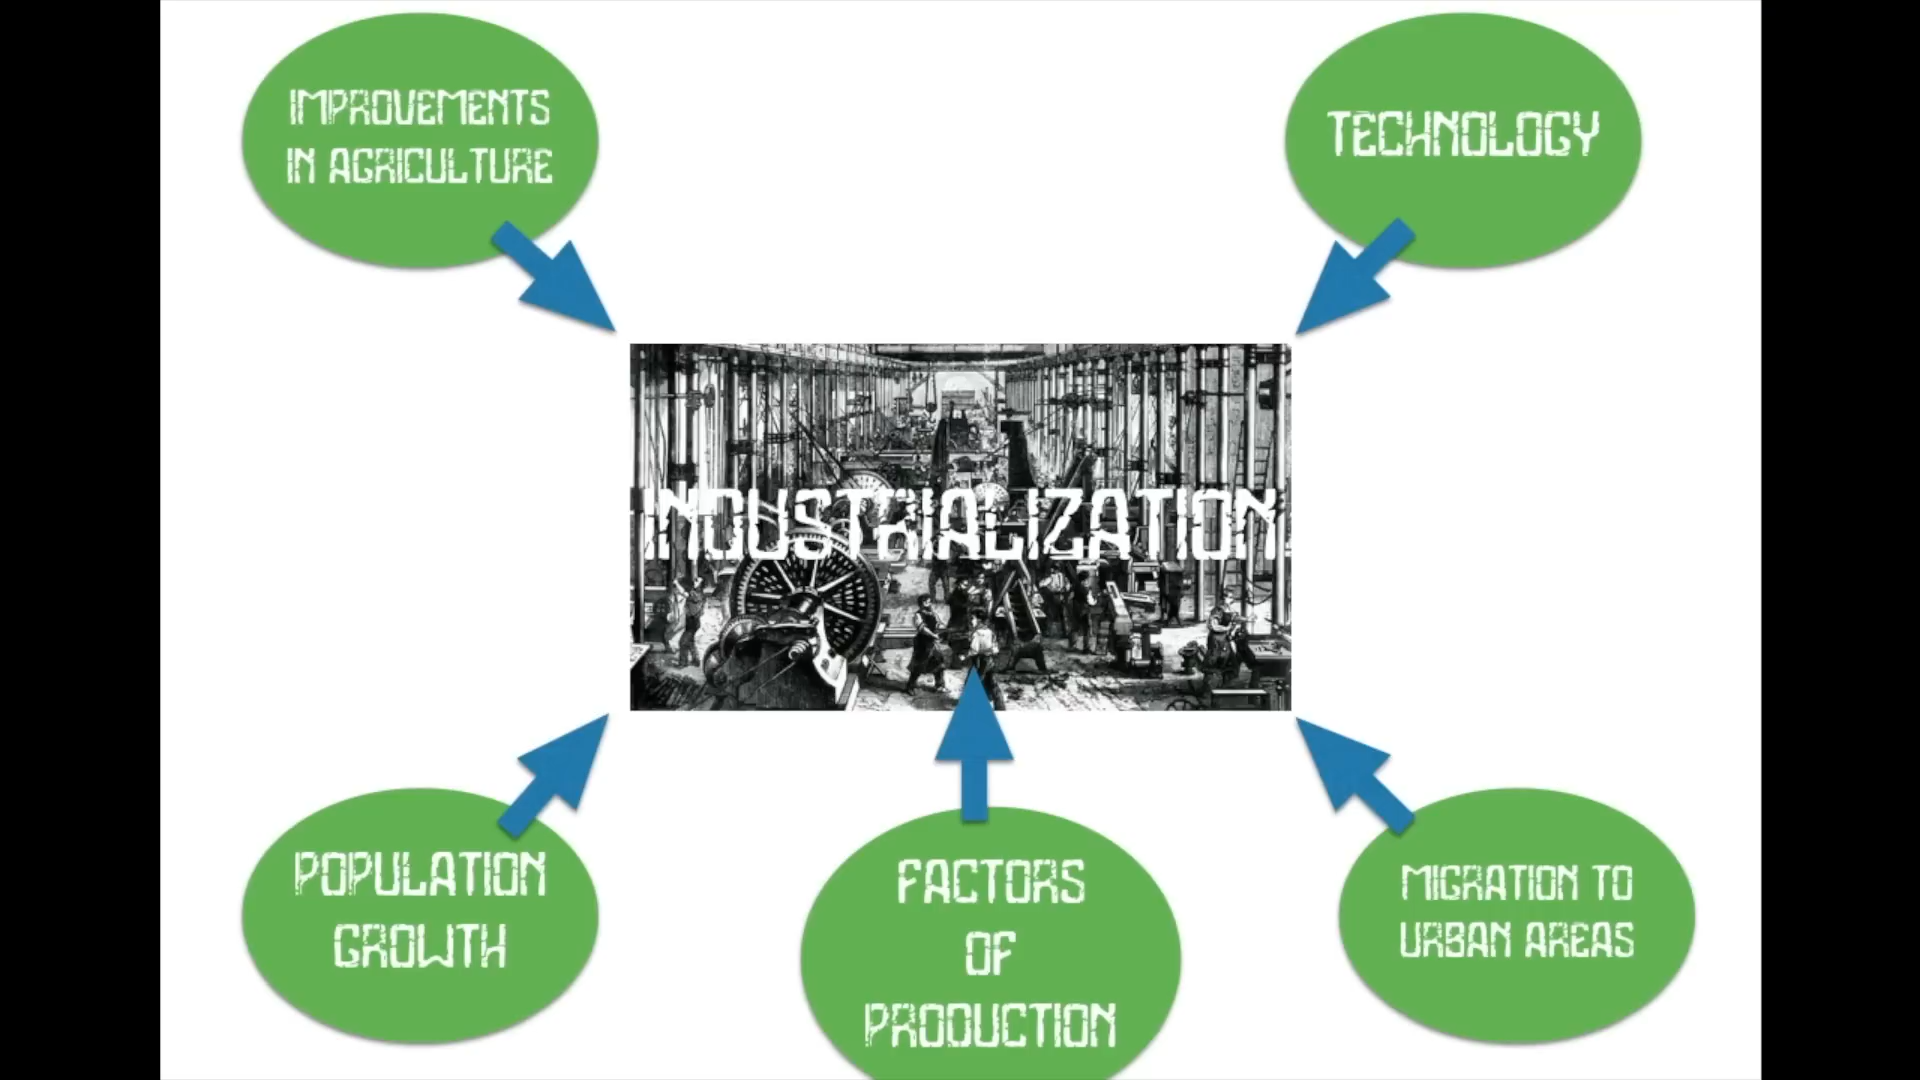 IMPROVEMENTS
IN AGRICULTURE
TECHNOLOGY
INDUSTRIALIZATION
POPULATION
GROWTH
FACTORS
OF
PRODUCTION
MIGRATION TO
URBAN AREAS